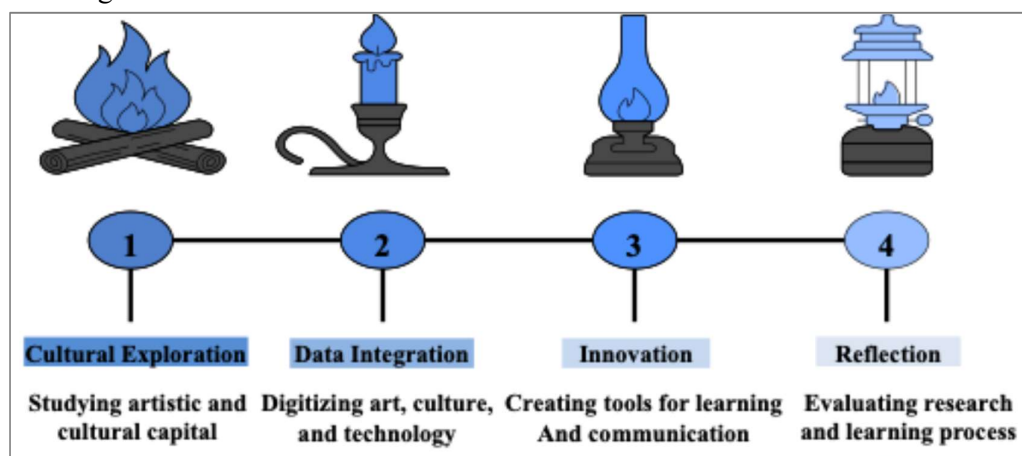 1 2 3 4
Cultural Exploration Data Integration Innovation Reflection
Studying artistic and Digitizing art, culture, Creating tools for learning Evaluating research
cultural capital and technology And communication and learning process